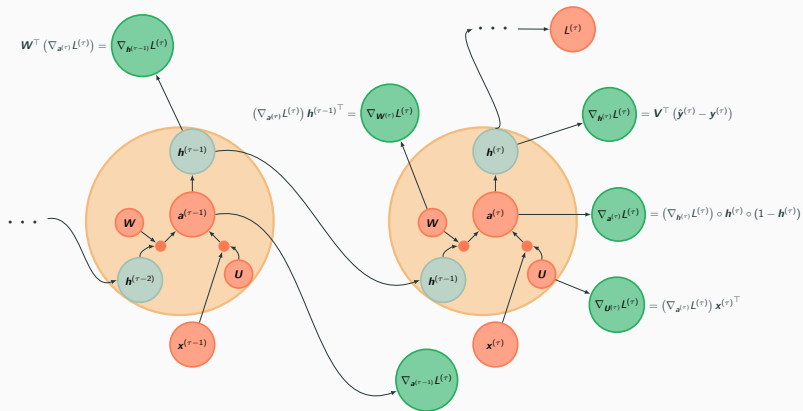 W⊤ (∇a(τ) L(τ)) = ∇h(τ−1) L(τ)
· · ·
L(τ)
(∇a(τ) L(τ)) h(τ−1)⊤ = ∇W(τ) L(τ)
∇h(τ) L(τ) = V⊤ (ŷ(τ) − y(τ))
h(τ−1)
h(τ)
· · ·
W
a(τ−1)
W
a(τ)
∇a(τ) L(τ) = (∇h(τ) L(τ)) ∘ h(τ) ∘ (1 − h(τ))
h(τ−2)
U
h(τ−1)
U
∇U(τ) L(τ) = (∇a(τ) L(τ)) x(τ)⊤
x(τ−1)
x(τ)
∇a(τ−1) L(τ)